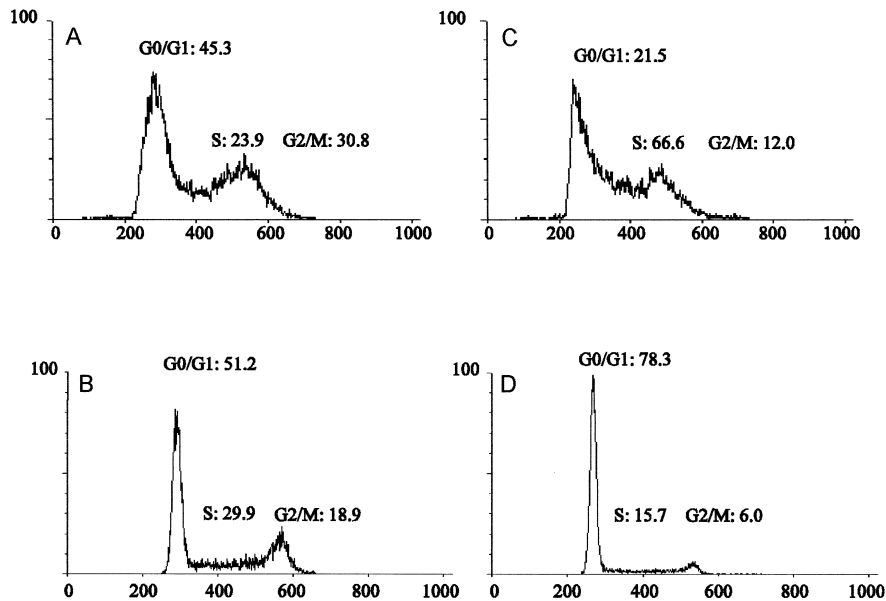 100
A
G0/G1: 45.3
S: 23.9 G2/M: 30.8
0 200 400 600 800 1000
100
C
G0/G1: 21.5
S: 66.6 G2/M: 12.0
0 200 400 600 800 1000
100
B
G0/G1: 51.2
S: 29.9 G2/M: 18.9
0 200 400 600 800 1000
100
D
G0/G1: 78.3
S: 15.7 G2/M: 6.0
0 200 400 600 800 1000